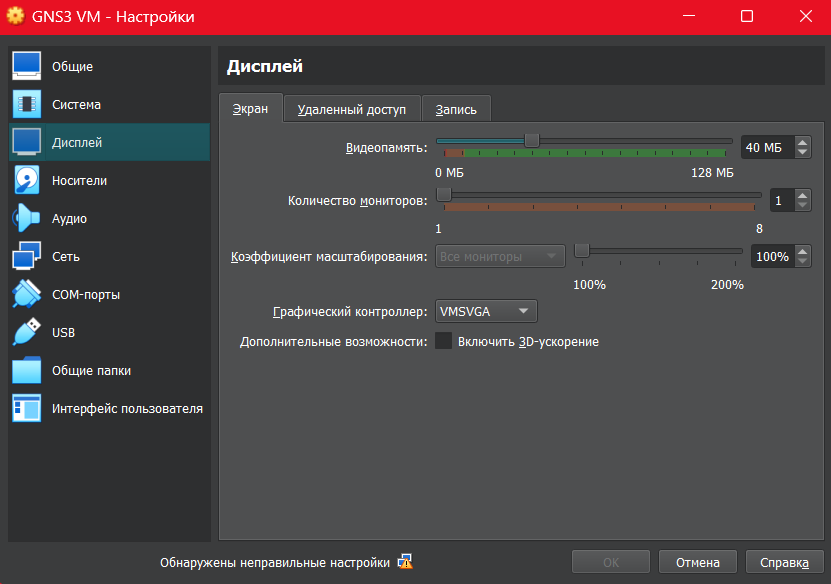 GNS3 VM - Настройки
Общие
Система
Дисплей
Носители
Аудио
Сеть
COM-порты
USB
Общие папки
Интерфейс пользователя
Дисплей
Экран Удаленный доступ Запись
Видеопамять: 40 МБ
0 МБ 128 МБ
Количество мониторов: 1
1 8
Коэффициент масштабирования: Все мониторы 100%
100% 200%
Графический контроллер: VMSVGA
Дополнительные возможности: Включить 3D-ускорение
Обнаружены неправильные настройки OK Отмена Справка